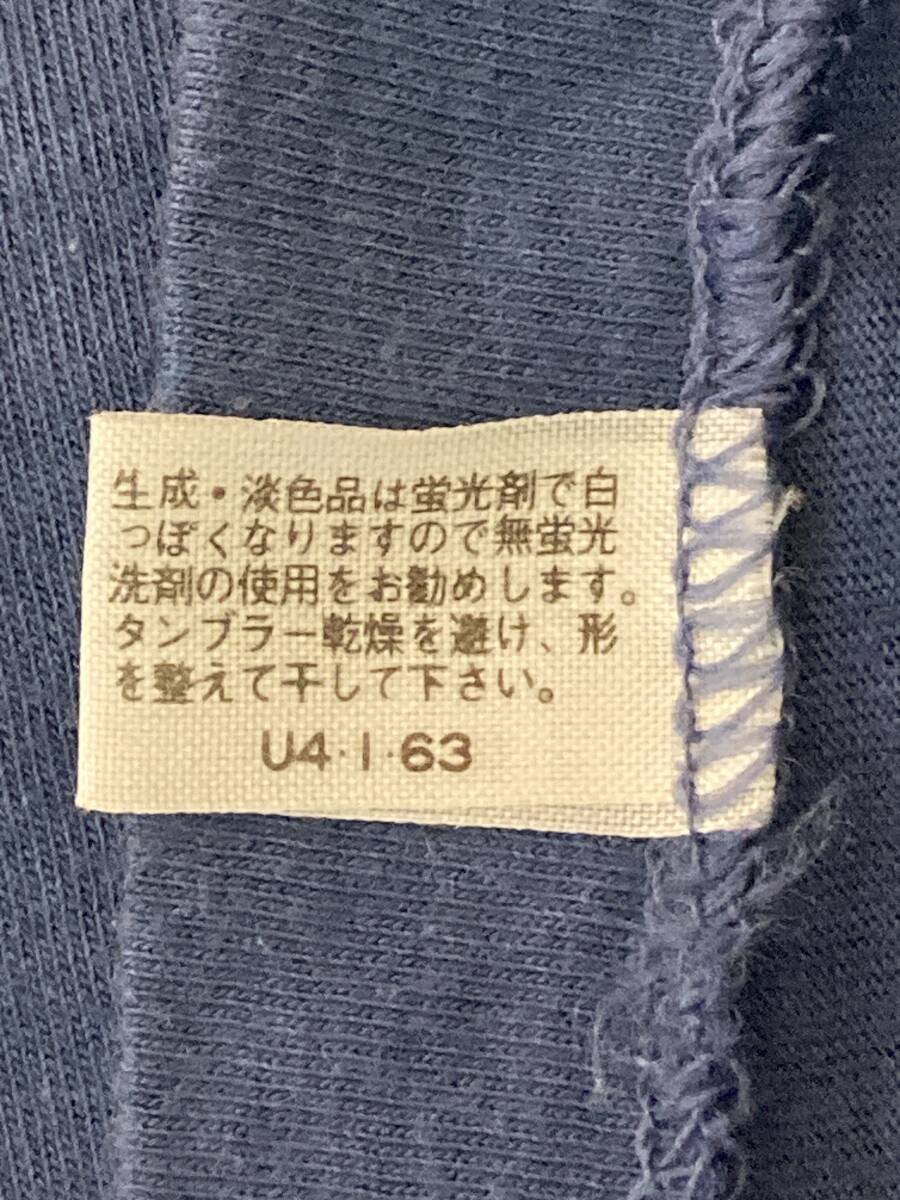 生成・淡色品は蛍光剤で白
っぽくなりますので無蛍光
洗剤の使用をお勧めします。
タンブラー乾燥を避け、形
を整えて干して下さい。
U4·1·63